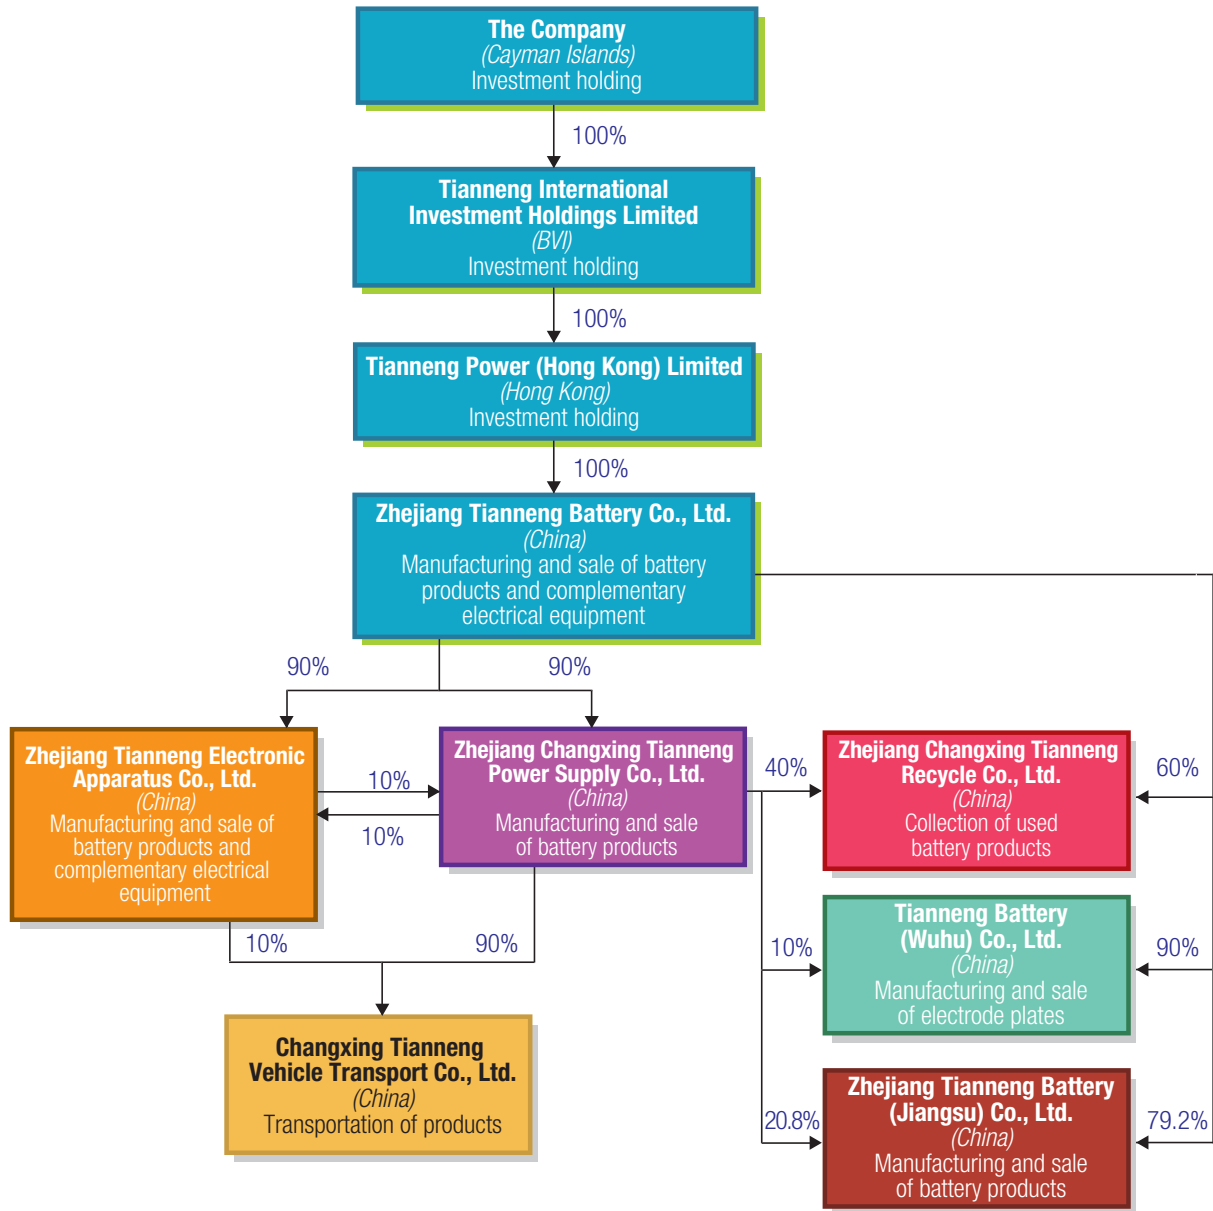 The Company
(Cayman Islands)
Investment holding
100%
Tianneng International
Investment Holdings Limited
(BVI)
Investment holding
100%
Tianneng Power (Hong Kong) Limited
(Hong Kong)
Investment holding
100%
Zhejiang Tianneng Battery Co., Ltd.
(China)
Manufacturing and sale of battery
products and complementary
electrical equipment
90%
90%
Zhejiang Tianneng Electronic
Apparatus Co., Ltd.
(China)
Manufacturing and sale of
battery products and
complementary electrical
equipment
10%
10%
Zhejiang Changxing Tianneng
Power Supply Co., Ltd.
(China)
Manufacturing and sale
of battery products
40%
Zhejiang Changxing Tianneng
Recycle Co., Ltd.
(China)
Collection of used
battery products
60%
10%
90%
10%
Tianneng Battery
(Wuhu) Co., Ltd.
(China)
Manufacturing and sale
of electrode plates
90%
Changxing Tianneng
Vehicle Transport Co., Ltd.
(China)
Transportation of products
20.8%
Zhejiang Tianneng Battery
(Jiangsu) Co., Ltd.
(China)
Manufacturing and sale
of battery products
79.2%